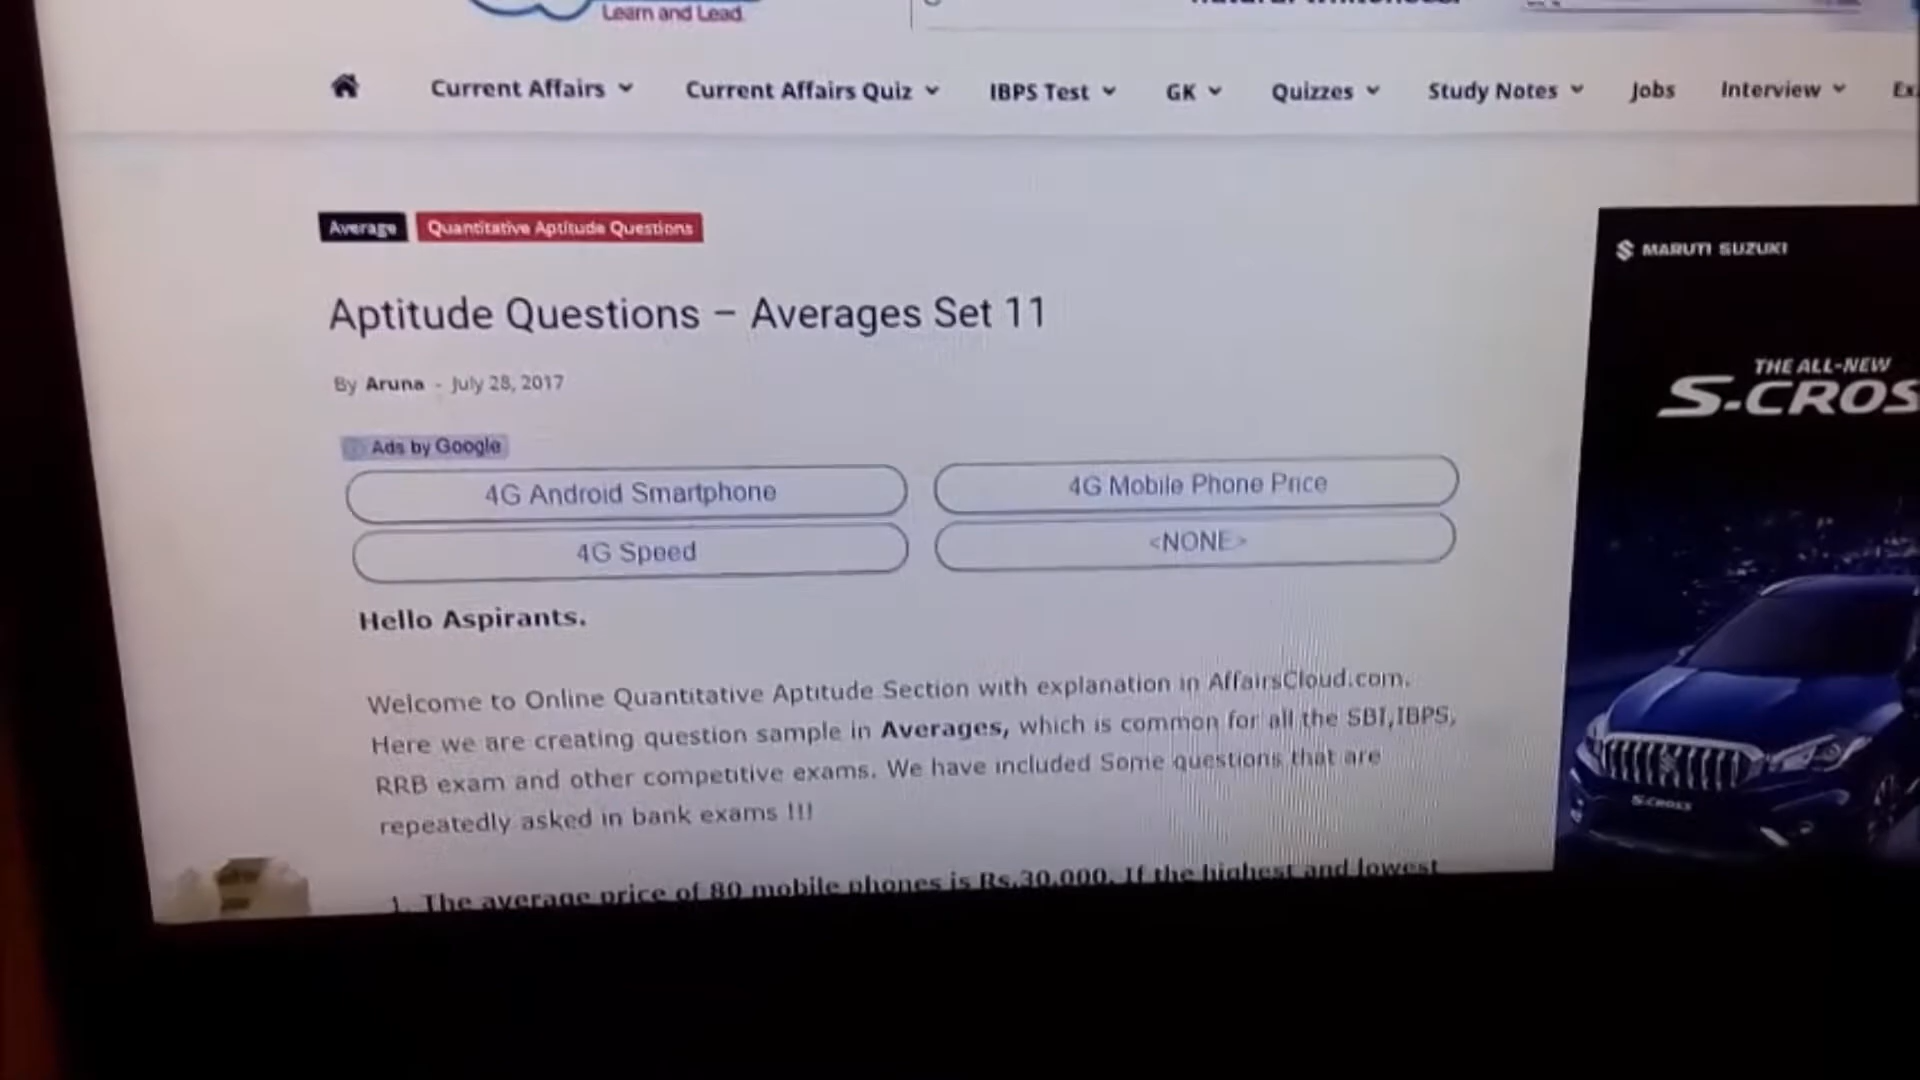 Learn and Lead
Current Affairs
Current Affairs Quiz
IBPS Test
GK
Quizzes
Study Notes
Jobs
Interview
Average
Quantitative Aptitude Questions
MARUTI SUZUKI
Aptitude Questions – Averages Set 11
THE ALL-NEW
S-CROS
By Aruna - July 28, 2017
Ads by Google
4G Android Smartphone
4G Mobile Phone Price
4G Speed
<NONE>
Hello Aspirants.
Welcome to Online Quantitative Aptitude Section with explanation in AffairsCloud.com.
Here we are creating question sample in Averages, which is common for all the SBI,IBPS,
RRB exam and other competitive exams. We have included Some questions that are
repeatedly asked in bank exams !!!
S-CROSS
1. The average price of 80 mobile phones is Rs.30,000. If the highest and lowest